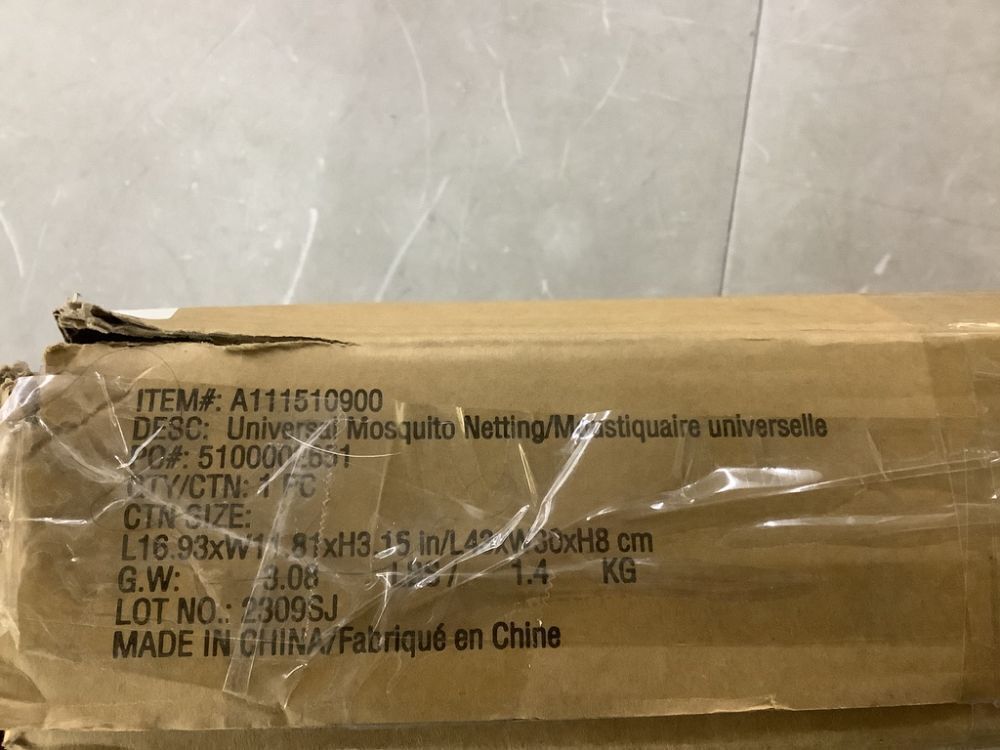 ITEM#: A111510900
DESC: Universal Mosquito Netting/Moustiquaire universelle
PO#:
QTY/CTN: 1 PC
CTN SIZE:
L16.93xW11.81xH3.15 in/L43xW30xH8 cm
G.W: 3.08 LBS / 1.4 KG
LOT NO.: 2309SJ
MADE IN CHINA/Fabriqué en Chine